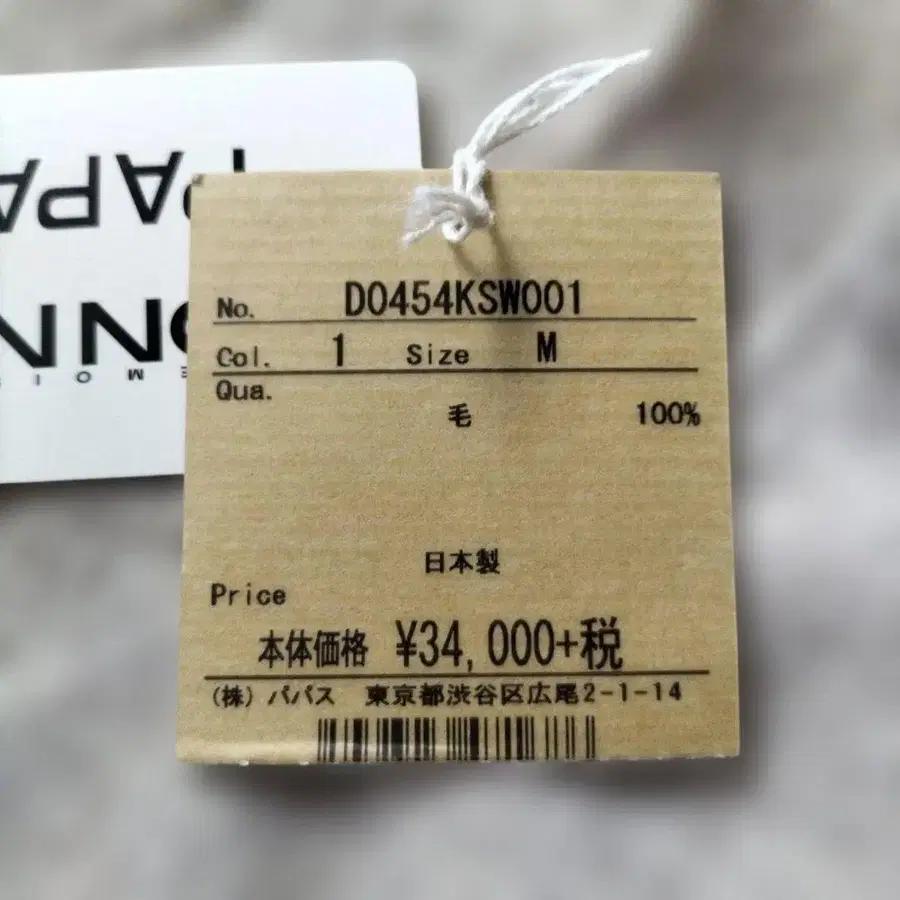 PAPA
NN
No. D0454KSW001
Col. 1 Size M
Qua.
毛 100%
日本製
Price
本体価格 ¥34,000+税
(株) パパス 東京都渋谷区広尾2-1-14